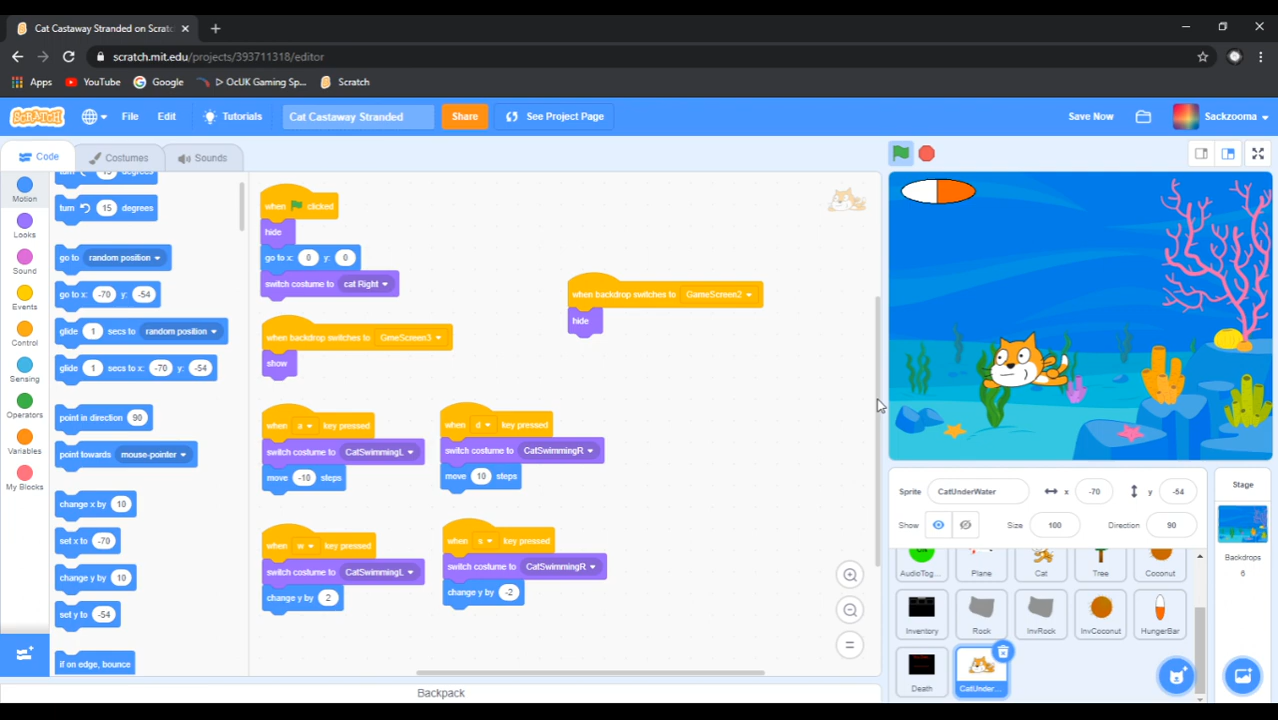 Cat Castaway Stranded on Scratc
scratch.mit.edu/projects/393711318/editor
Apps YouTube Google ▷ OcUK Gaming Sp... Scratch
SCRATCH File Edit Tutorials Cat Castaway Stranded Share See Project Page Save Now Sackzooma
Code Costumes Sounds
Motion
Looks
Sound
Events
Control
Sensing
Operators
Variables
My Blocks
turn 15 degrees
turn 15 degrees
go to random position
go to x: -70 y: -54
glide 1 secs to random position
glide 1 secs to x: -70 y: -54
point in direction 90
point towards mouse-pointer
change x by 10
set x to -70
change y by 10
set y to -54
if on edge, bounce
when clicked
hide
go to x: 0 y: 0
switch costume to cat Right
when backdrop switches to GmeScreen3
show
when backdrop switches to GameScreen2
hide
when a key pressed
switch costume to CatSwimmingL
move -10 steps
when d key pressed
switch costume to CatSwimmingR
move 10 steps
when w key pressed
switch costume to CatSwimmingL
change y by 2
when s key pressed
switch costume to CatSwimmingR
change y by -2
Backpack
Sprite CatUnderWater x -70 y -54
Show Size 100 Direction 90
AudioTog... Plane Cat Tree Coconut
Inventory Rock InvRock InvCoconut HungerBar
Death CatUnder...
Stage
Backdrops
6